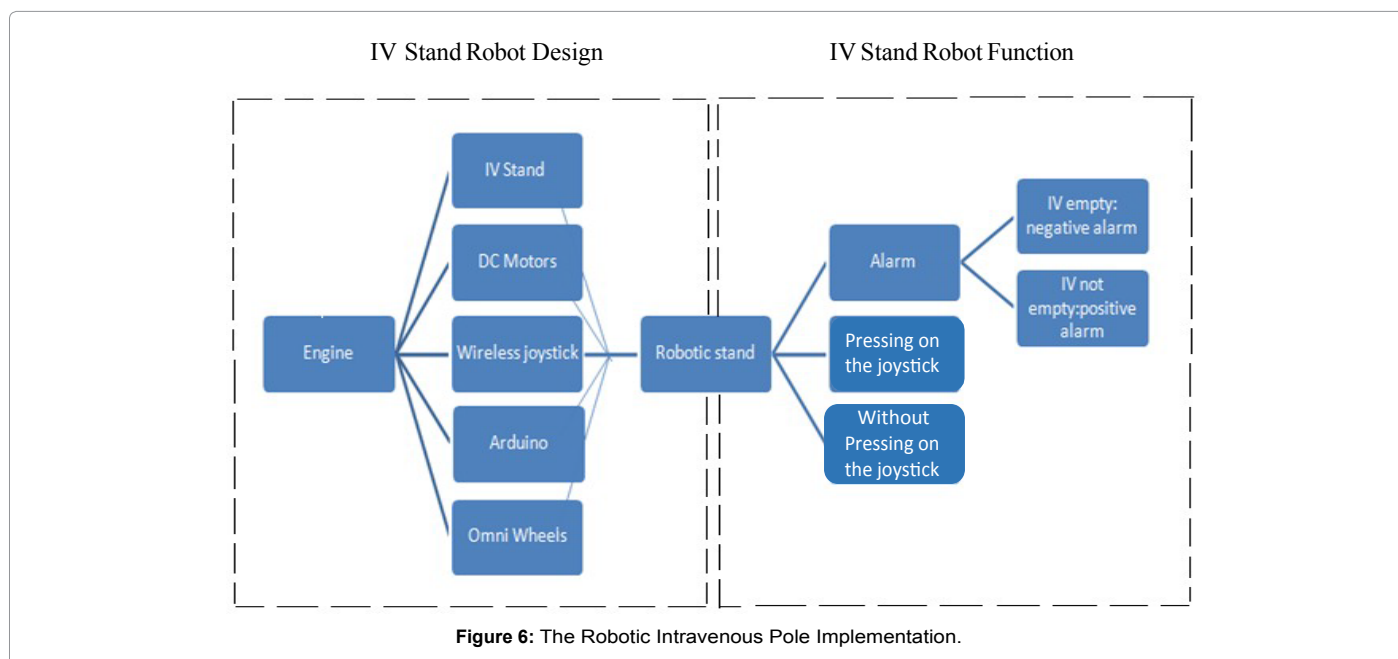 IV Stand Robot Design
IV Stand Robot Function
IV Stand
DC Motors
Engine
Wireless joystick
Arduino
Omni Wheels
Robotic stand
Alarm
Pressing on
the joystick
Without
Pressing on
the joystick
IV empty:
negative alarm
IV not
empty:positive
alarm
Figure 6: The Robotic Intravenous Pole Implementation.